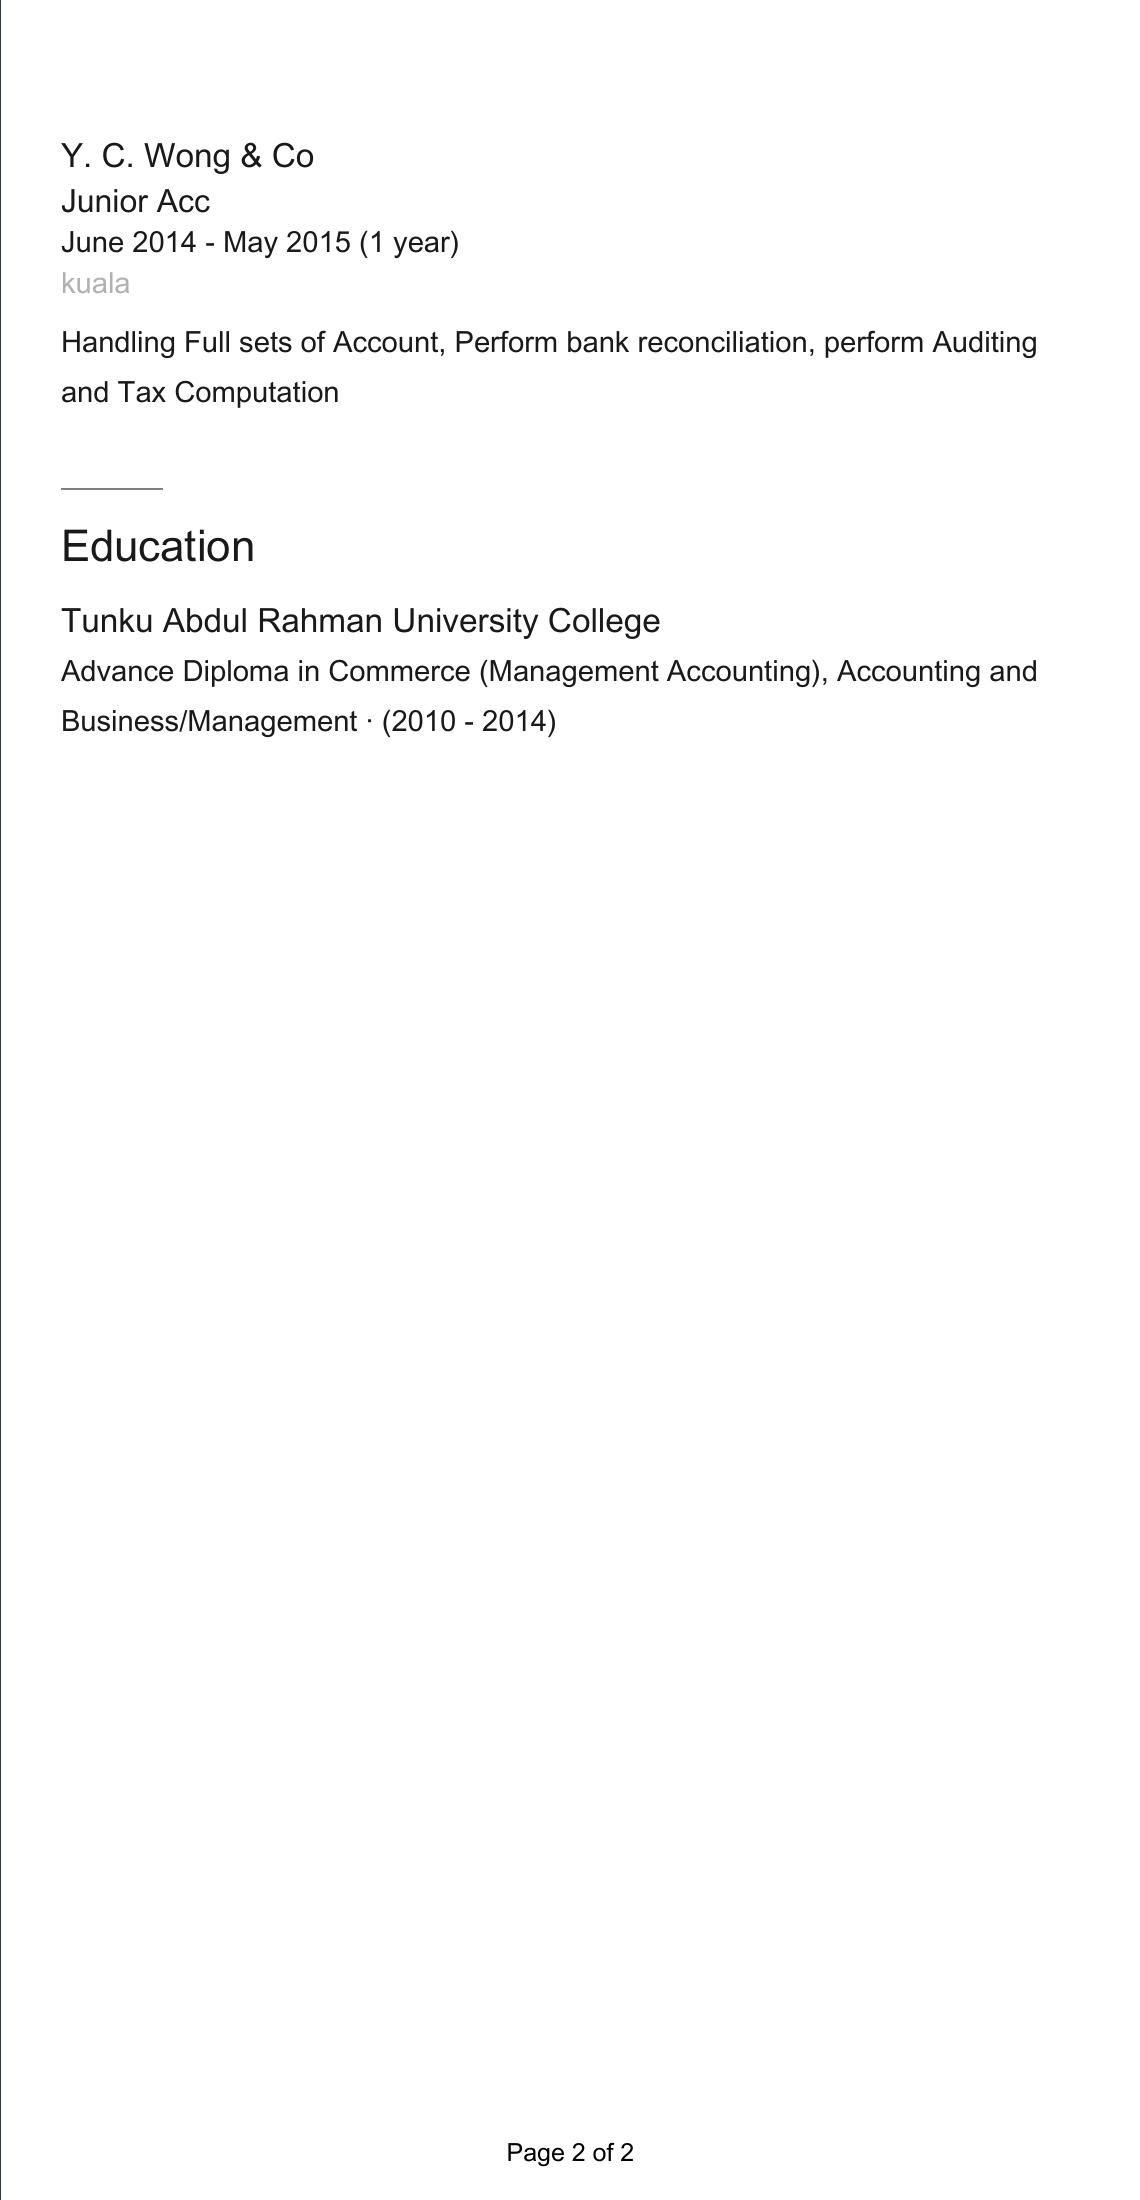 Y. C. Wong & Co
Junior Acc
June 2014 - May 2015 (1 year)
kuala
Handling Full sets of Account, Perform bank reconciliation, perform Auditing
and Tax Computation
Education
Tunku Abdul Rahman University College
Advance Diploma in Commerce (Management Accounting), Accounting and
Business/Management · (2010 - 2014)
Page 2 of 2